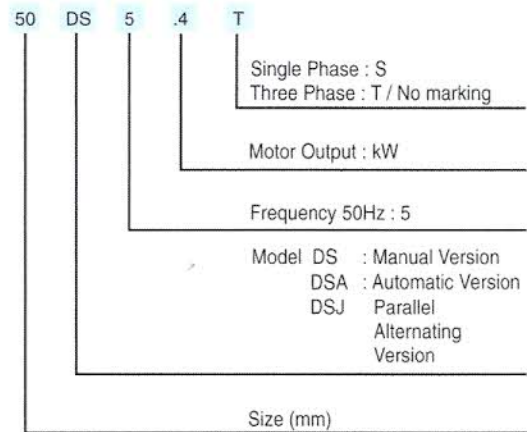 50 DS 5 .4 T
Single Phase : S
Three Phase : T / No marking
Motor Output : kW
Frequency 50Hz : 5
Model DS : Manual Version
DSA : Automatic Version
DSJ Parallel
Alternating
Version
Size (mm)